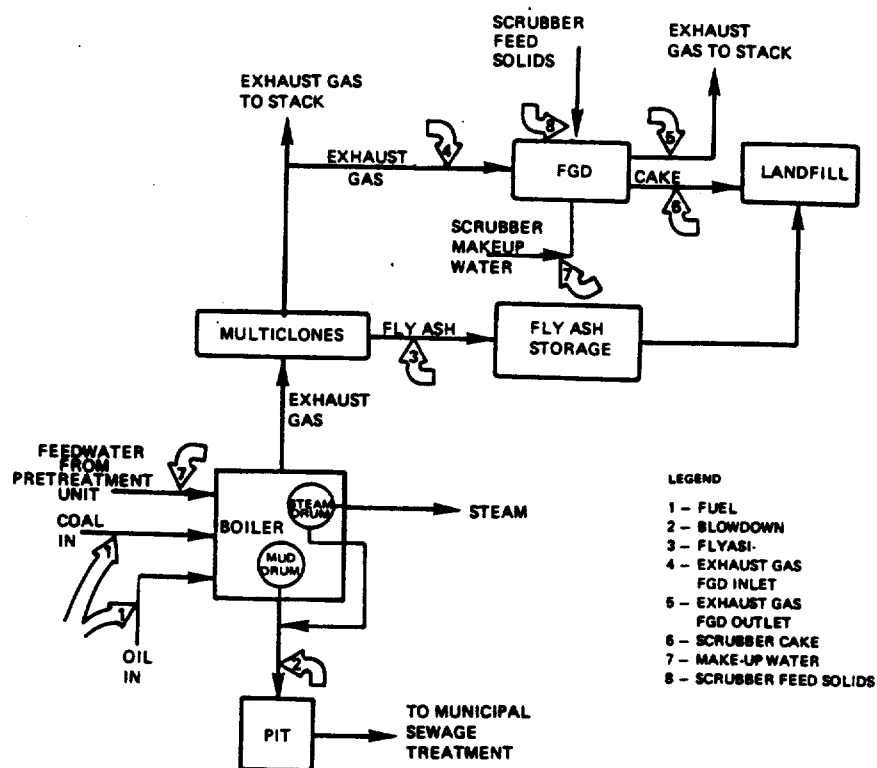 SCRUBBER
FEED
SOLIDS
EXHAUST
GAS TO STACK
EXHAUST GAS
TO STACK
8
4
5
EXHAUST
GAS
FGD
CAKE
LANDFILL
6
SCRUBBER
MAKEUP
WATER
7
MULTICLONES
FLY ASH
3
FLY ASH
STORAGE
EXHAUST
GAS
FEEDWATER
FROM
PRETREATMENT
UNIT
7
COAL
IN
1
BOILER
STEAM
DRUM
STEAM
MUD
DRUM
1
OIL
IN
2
PIT
TO MUNICIPAL
SEWAGE
TREATMENT
LEGEND
1 – FUEL
2 – BLOWDOWN
3 – FLYASI-
4 – EXHAUST GAS
FGD INLET
5 – EXHAUST GAS
FGD OUTLET
6 – SCRUBBER CAKE
7 – MAKE-UP WATER
8 – SCRUBBER FEED SOLIDS